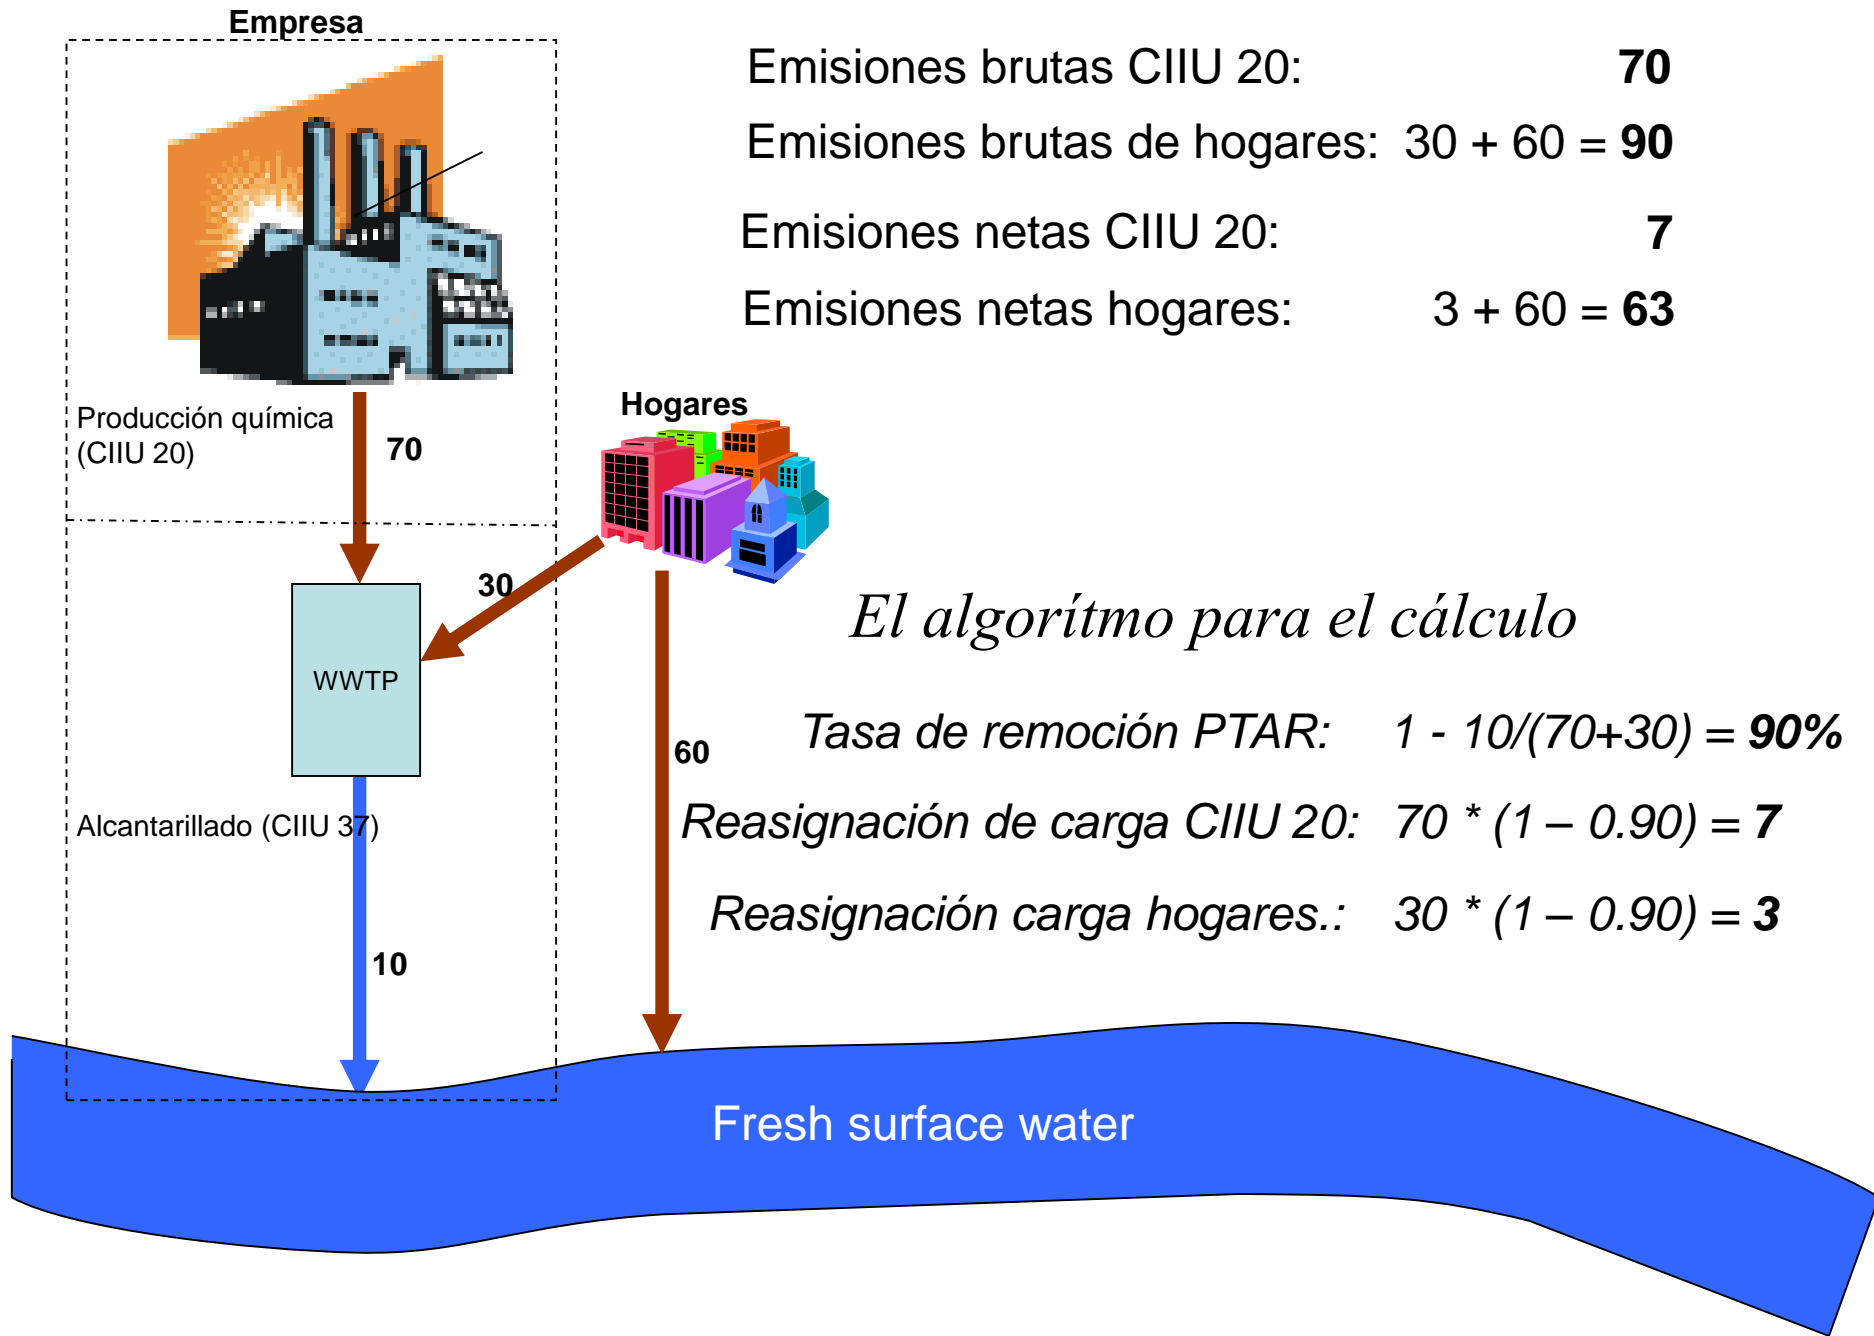 Empresa
Emisiones brutas CIIU 20: 70
Emisiones brutas de hogares: 30 + 60 = 90
Emisiones netas CIIU 20: 7
Emisiones netas hogares: 3 + 60 = 63
Hogares
Producción química
(CIIU 20)
70
30
El algorítmo para el cálculo
WWTP
60
Tasa de remoción PTAR: 1 - 10/(70+30) = 90%
Alcantarillado (CIIU 37)
Reasignación de carga CIIU 20: 70 * (1 – 0.90) = 7
Reasignación carga hogares.: 30 * (1 – 0.90) = 3
10
Fresh surface water